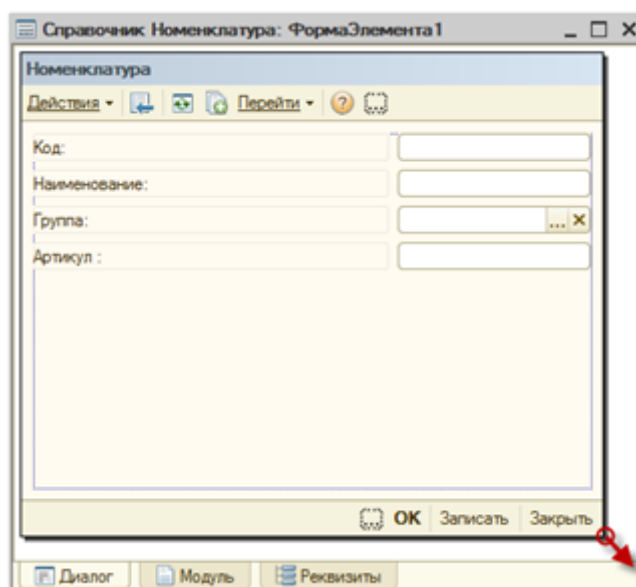 Справочник Номенклатура: ФормаЭлемента1
Номенклатура
Действия Перейти ?
Код:
Наименование:
Группа: ... ×
Артикул :
OK Записать Закрыть
Диалог Модуль Реквизиты